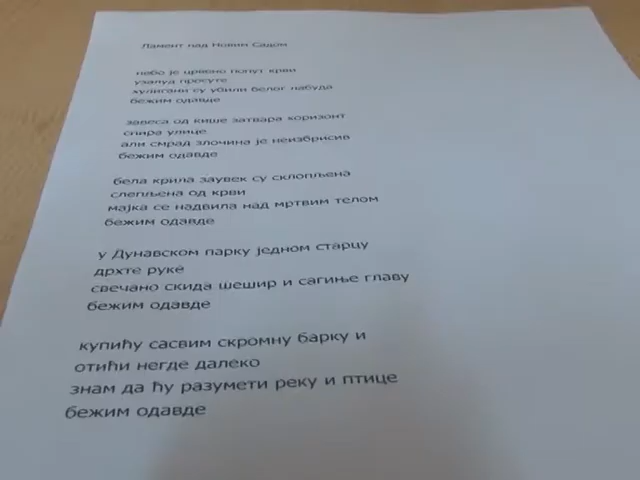 Ламент над Новим Садом
небо је црвено попут крви
узалуд просуте
хулигани су убили белог лабуда
бежим одавде
завеса од кише затвара хоризонт
спира улице
али смрад злочина је неизбрисив
бежим одавде
бела крила заувек су склопљена
слепљена од крви
мајка се надвила над мртвим телом
бежим одавде
у Дунавском парку једном старцу
дрхте руке
свечано скида шешир и сагиње главу
бежим одавде
купићу сасвим скромну барку и
отићи негде далеко
знам да ћу разумети реку и птице
бежим одавде